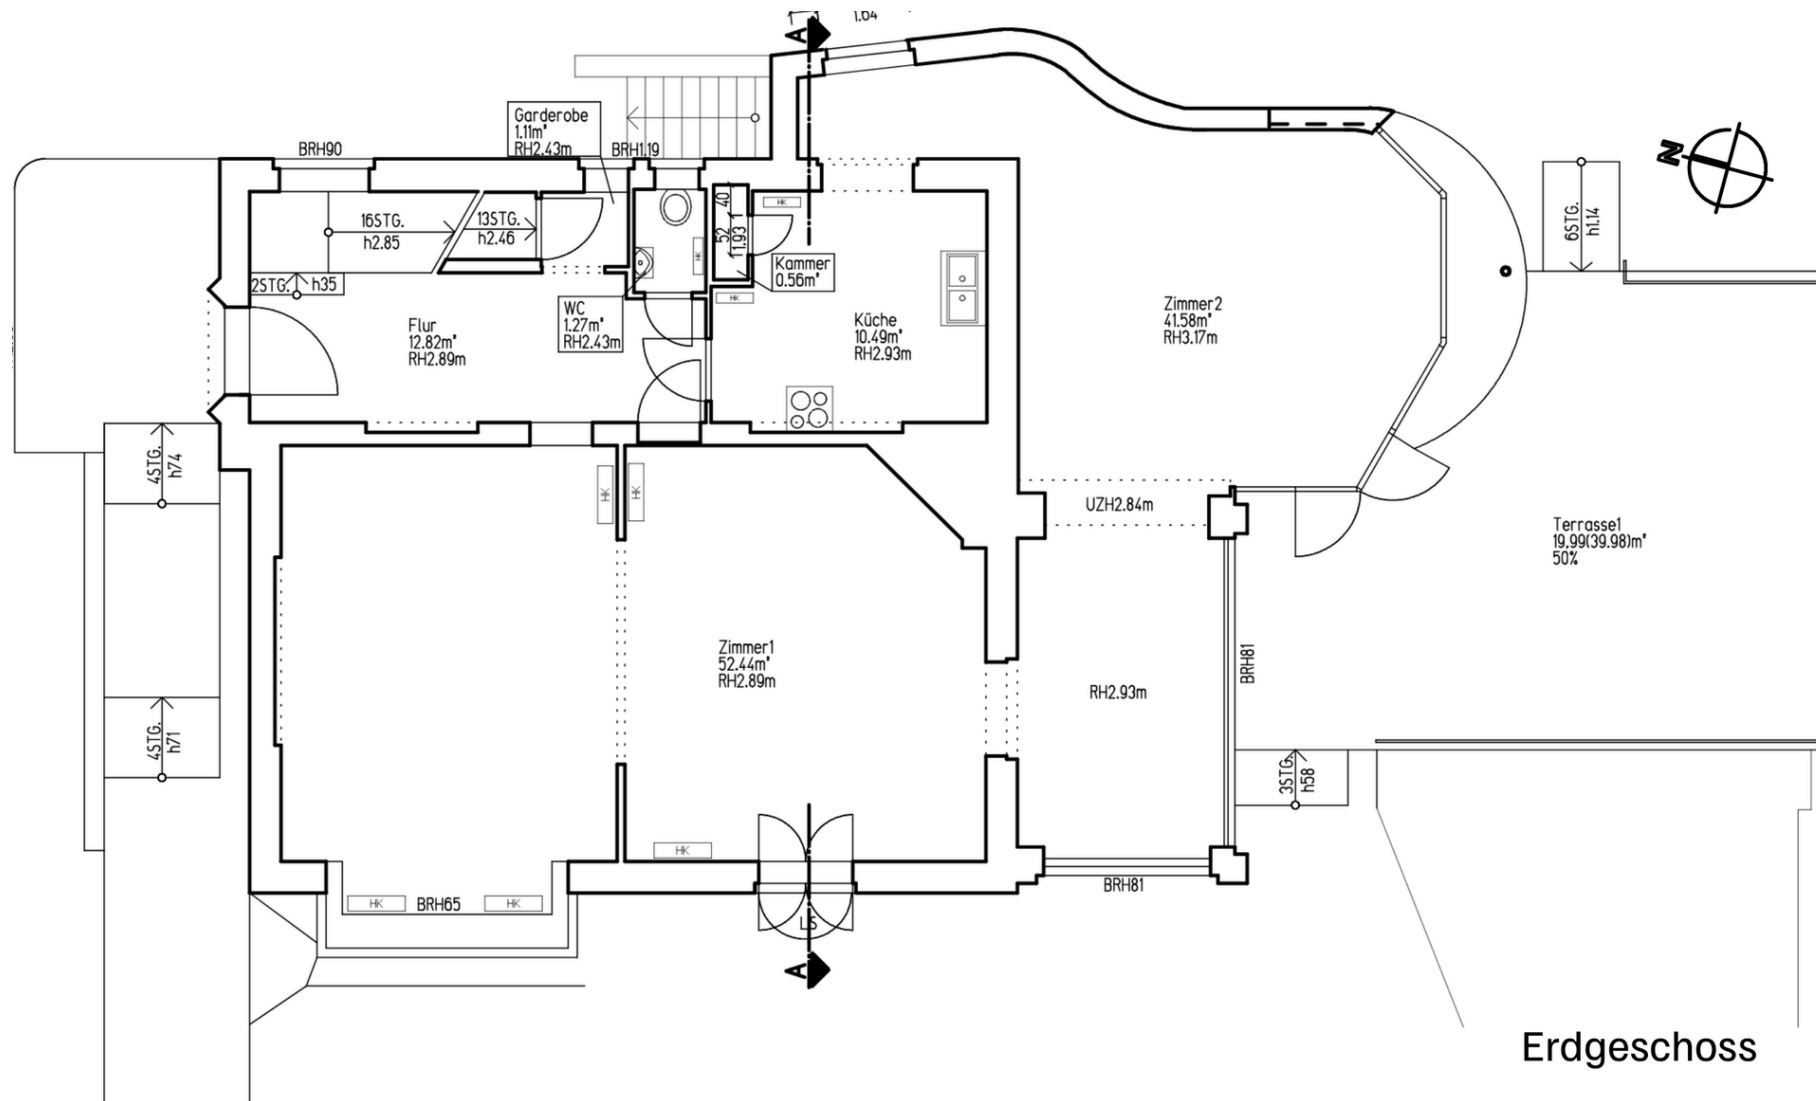 A
1.64
Garderobe
1.11m²
RH2.43m
BRH90
BRH1.19
N
16STG.
h2.85
13STG.
h2.46
40
52
1.93
HK
HK
HK
6STG.
h1.14
2STG.
h35
Kammer
0.56m²
WC
1.27m²
RH2.43m
Flur
12.82m²
RH2.89m
Küche
10.49m²
RH2.93m
Zimmer2
41.58m²
RH3.17m
4STG.
h74
HK
HK
UZH2.84m
Terrasse1
19.99(39.98)m²
50%
Zimmer1
52.44m²
RH2.89m
RH2.93m
BRH81
4STG.
h71
3STG.
h58
HK
BRH81
HK
BRH65
HK
LS
A
Erdgeschoss